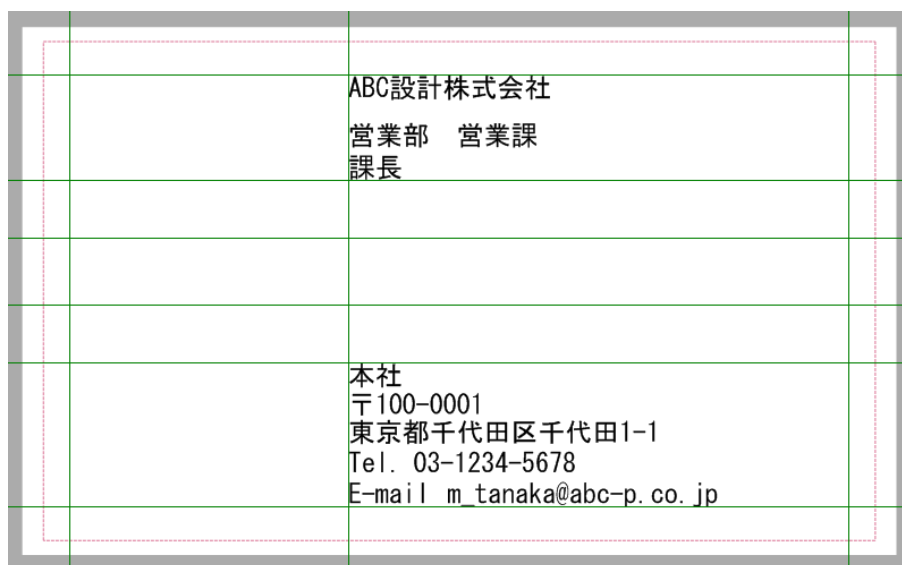 ABC設計株式会社
営業部　営業課
課長
本社
〒100-0001
東京都千代田区千代田1-1
Tel. 03-1234-5678
E-mail m_tanaka@abc-p.co.jp